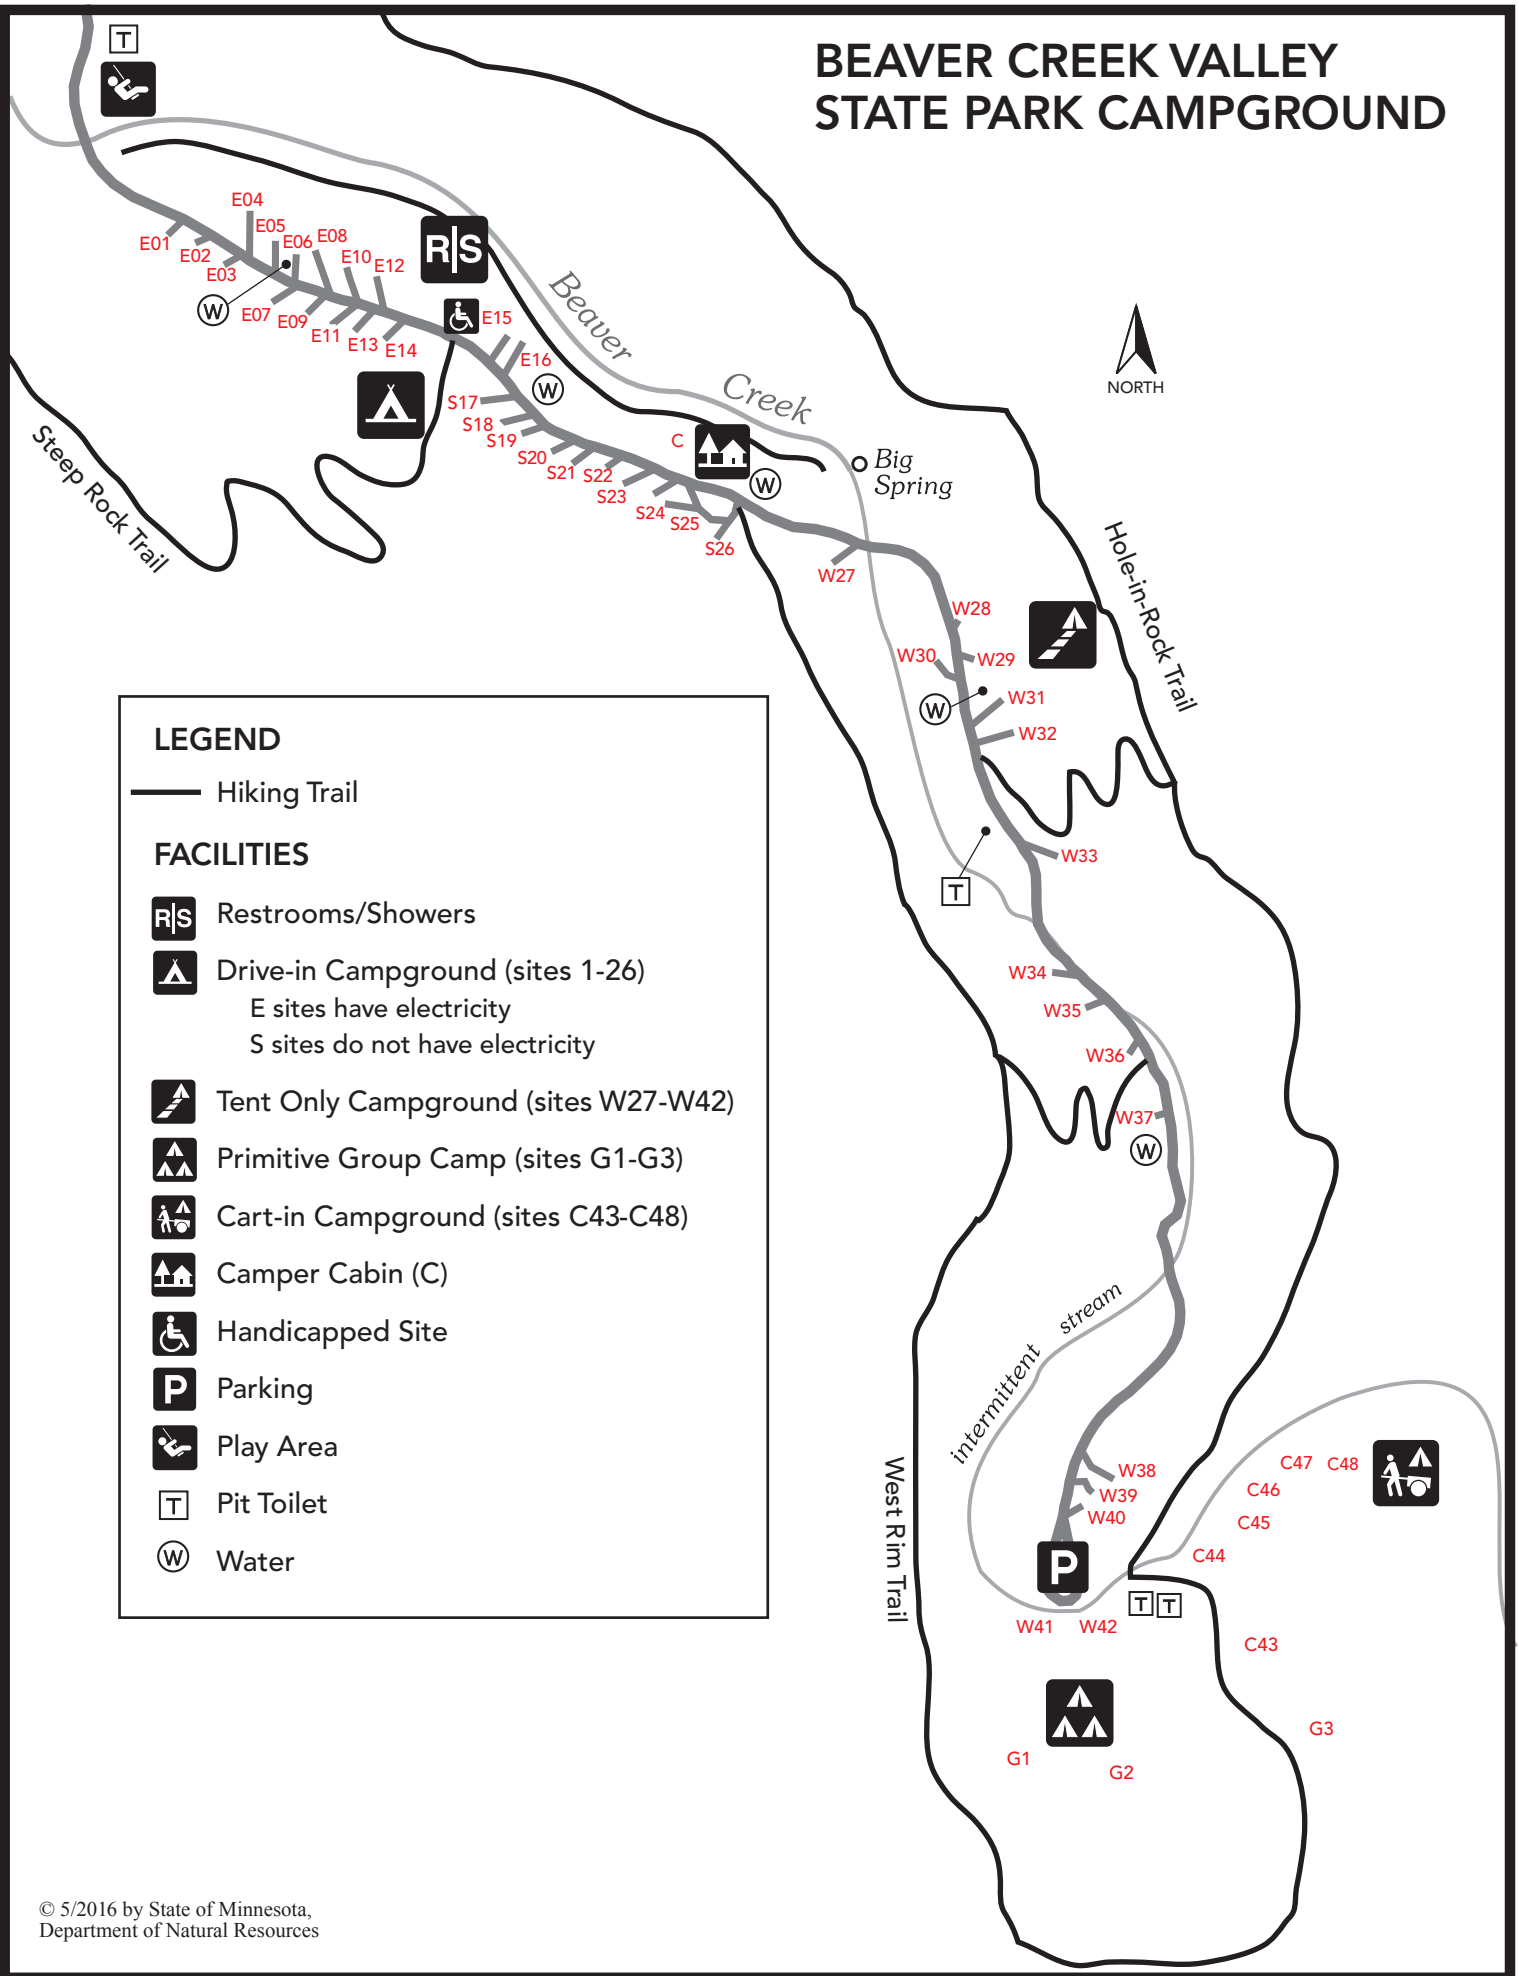 BEAVER CREEK VALLEY
STATE PARK CAMPGROUND
T
E04
E05
E01
E02
E06
E08
E03
E10
E12
R|S
W
E07
E09
E11
E13
E14
E15
E16
W
Beaver
Creek
NORTH
S17
S18
S19
S20
S21
S22
S23
S24
S25
S26
C
W
Big
Spring
Steep Rock Trail
Hole-in-Rock Trail
W27
W28
W29
W30
W31
W
W32
W33
T
W34
W35
W36
W37
W
stream
intermittent
West Rim Trail
W38
W39
W40
P
W41
W42
T
T
C47
C48
C46
C45
C44
C43
G3
G1
G2
LEGEND
Hiking Trail
FACILITIES
R|S Restrooms/Showers
Drive-in Campground (sites 1-26)
E sites have electricity
S sites do not have electricity
Tent Only Campground (sites W27-W42)
Primitive Group Camp (sites G1-G3)
Cart-in Campground (sites C43-C48)
Camper Cabin (C)
Handicapped Site
P Parking
Play Area
T Pit Toilet
W Water
© 5/2016 by State of Minnesota,
Department of Natural Resources